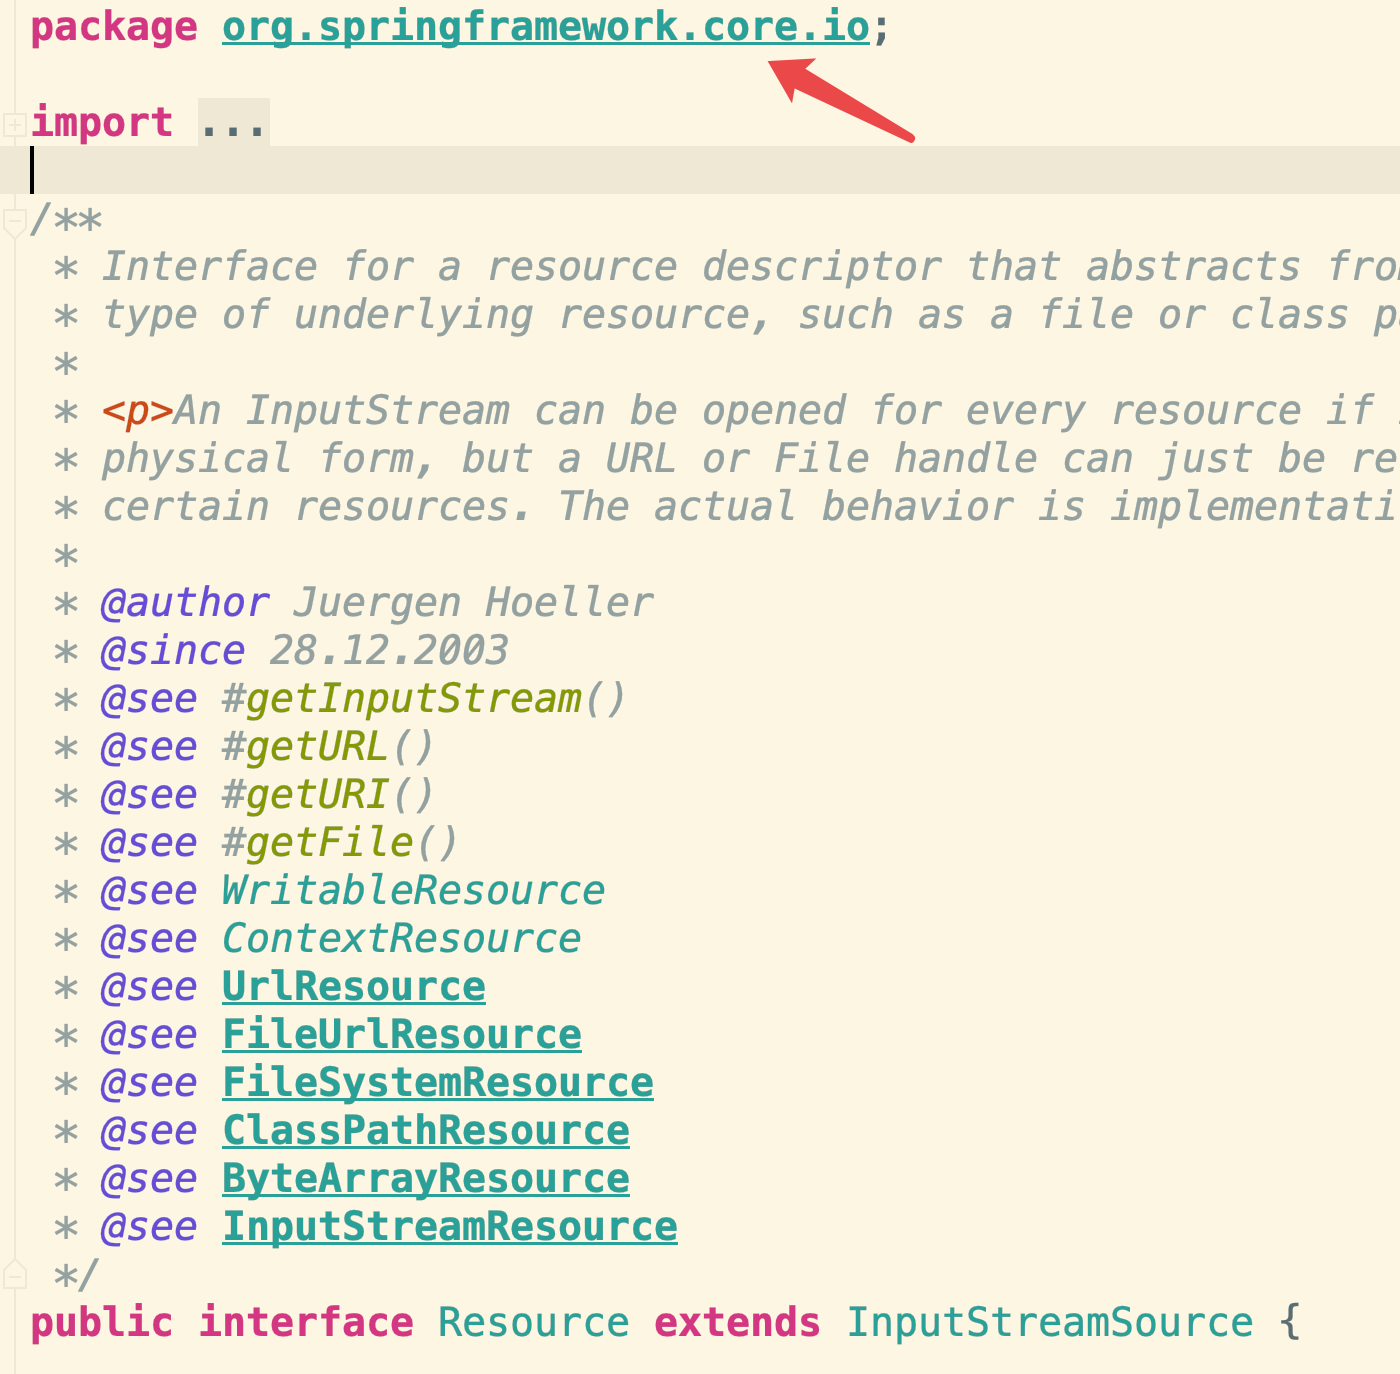 package org.springframework.core.io;
import ...
/**
* Interface for a resource descriptor that abstracts
* type of underlying resource, such as a file or class
*
* <p>An InputStream can be opened for every resource if
* physical form, but a URL or File handle can just be
* certain resources. The actual behavior is
*
* @author Juergen Hoeller
* @since 28.12.2003
* @see #getInputStream()
* @see #getURL()
* @see #getURI()
* @see #getFile()
* @see WritableResource
* @see ContextResource
* @see UrlResource
* @see FileUrlResource
* @see FileSystemResource
* @see ClassPathResource
* @see ByteArrayResource
* @see InputStreamResource
*/
public interface Resource extends InputStreamSource {